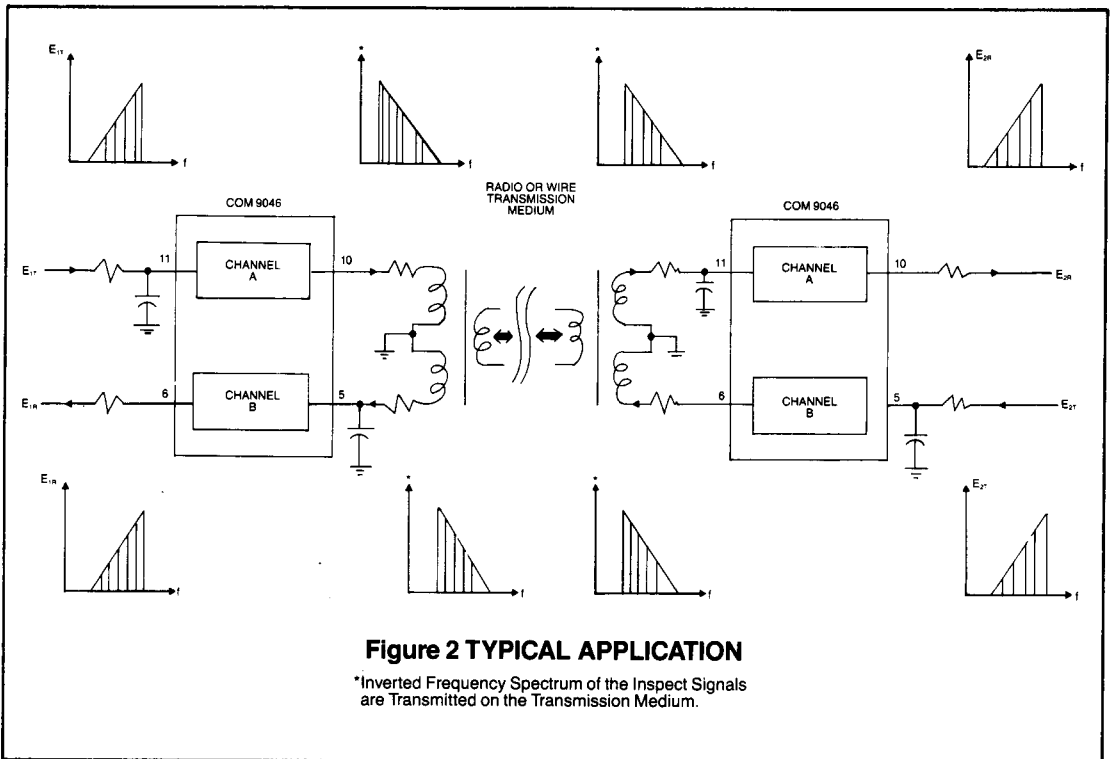 E1T
*
*
E2R
f
f
f
f
RADIO OR WIRE
TRANSMISSION
MEDIUM
COM 9046
COM 9046
E1T
11
CHANNEL
A
10
11
CHANNEL
A
10
E2R
E1R
6
CHANNEL
B
5
6
CHANNEL
B
5
E2T
E1R
*
*
E2T
f
f
f
f
Figure 2 TYPICAL APPLICATION
*Inverted Frequency Spectrum of the Inspect Signals
are Transmitted on the Transmission Medium.